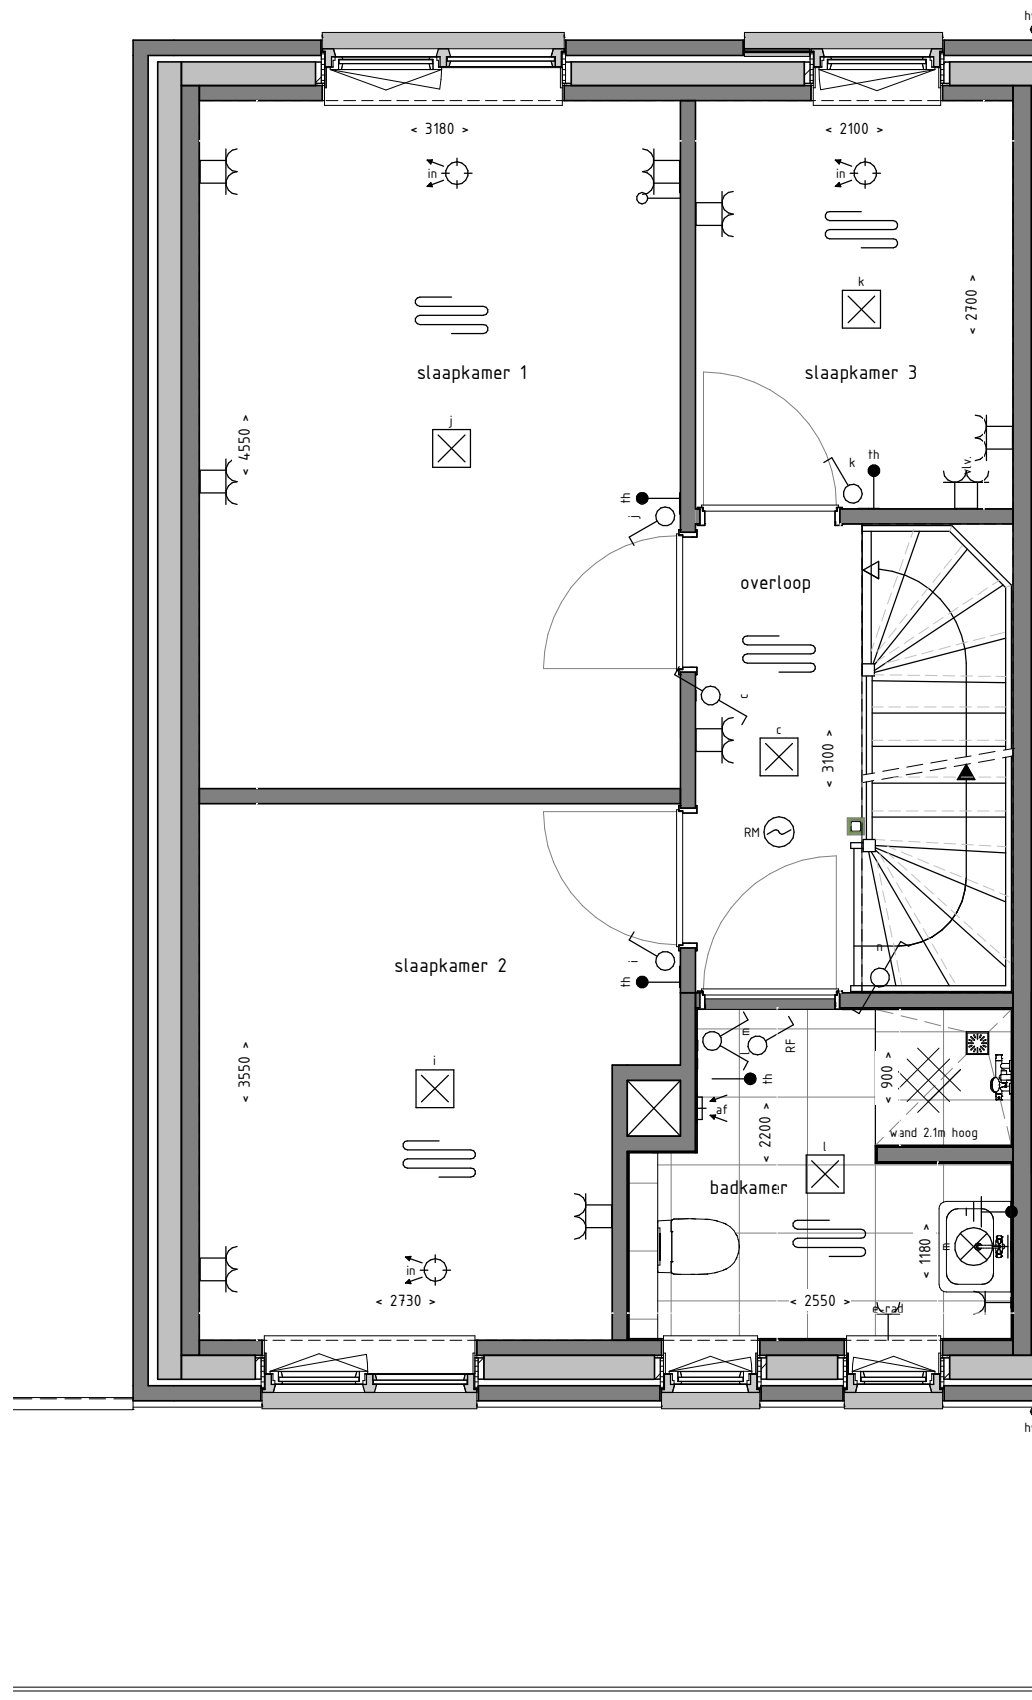 < 3180 >
< 2100 >
in
in
k
< 2700 >
slaapkamer 1
slaapkamer 3
j
< 4550 >
k
th
th
j
overloop
c
c
< 3100 >
RM
n
slaapkamer 2
i
th
m
l
RF
th
af
< 2200 >
< 900 >
wand 2.1m hoog
i
< 3550 >
l
badkamer
l
m
< 1180 >
in
< 2730 >
< 2550 >
e-rad